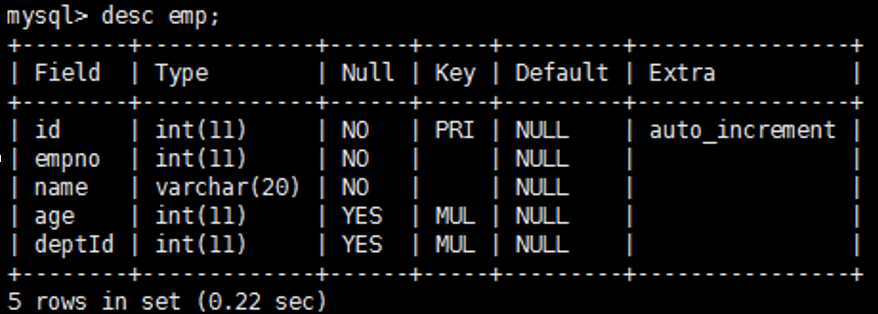 mysql> desc emp;
+--------+-------------+------+-----+---------+----------------+
| Field  | Type        | Null | Key | Default | Extra          |
+--------+-------------+------+-----+---------+----------------+
| id     | int(11)     | NO   | PRI | NULL    | auto_increment |
| empno  | int(11)     | NO   |     | NULL    |                |
| name   | varchar(20) | NO   |     | NULL    |                |
| age    | int(11)     | YES  | MUL | NULL    |                |
| deptId | int(11)     | YES  | MUL | NULL    |                |
+--------+-------------+------+-----+---------+----------------+
5 rows in set (0.22 sec)